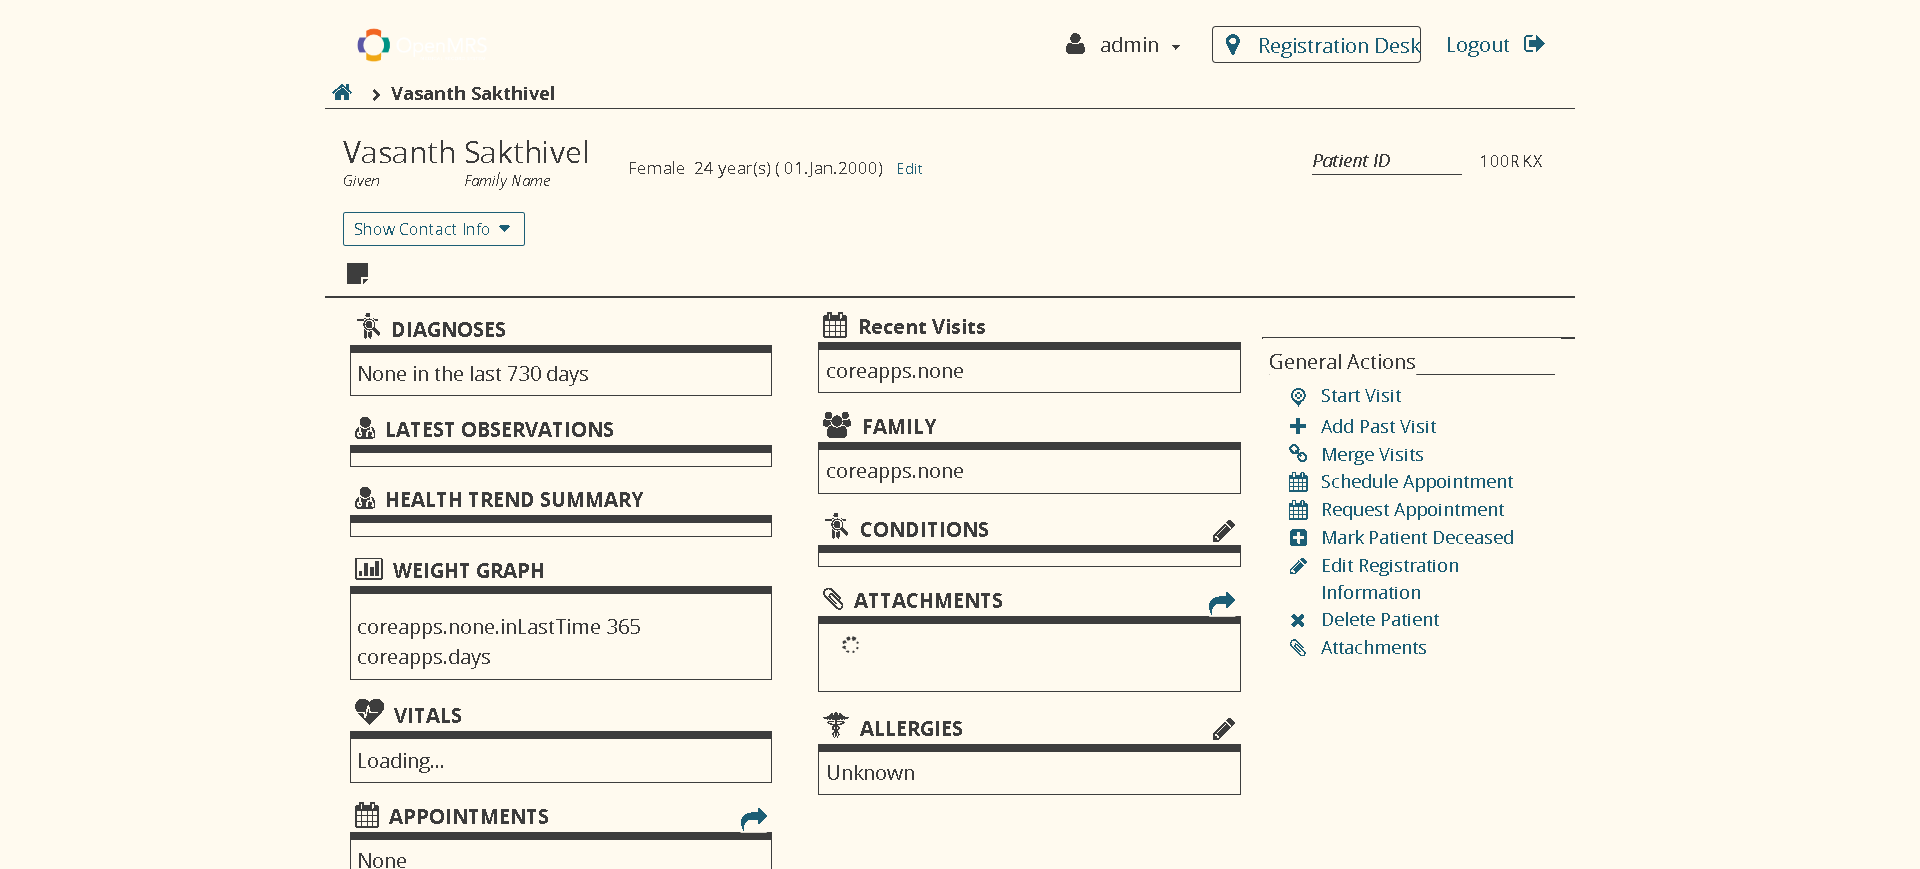 OpenMRS
admin
Registration Desk
Logout
Vasanth Sakthivel
Vasanth Sakthivel
Given Family Name
Female 24 year(s) ( 01.Jan.2000) Edit
Patient ID 100RKX
Show Contact Info
DIAGNOSES
None in the last 730 days
LATEST OBSERVATIONS
HEALTH TREND SUMMARY
WEIGHT GRAPH
coreapps.none.inLastTime 365
coreapps.days
VITALS
Loading...
APPOINTMENTS
None
Recent Visits
coreapps.none
FAMILY
coreapps.none
CONDITIONS
ATTACHMENTS
ALLERGIES
Unknown
General Actions
Start Visit
Add Past Visit
Merge Visits
Schedule Appointment
Request Appointment
Mark Patient Deceased
Edit Registration
Information
Delete Patient
Attachments